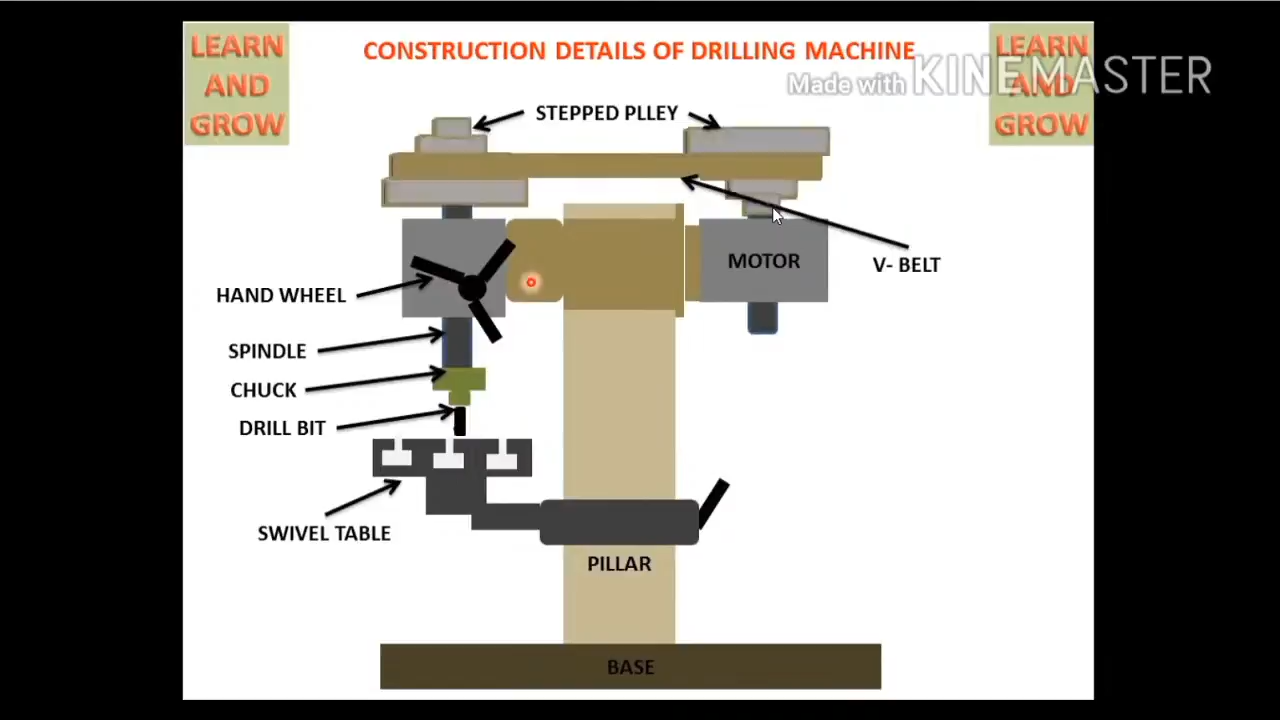 LEARN
AND
GROW
CONSTRUCTION DETAILS OF DRILLING MACHINE
LEARN
AND
GROW
Made with KINEMASTER
STEPPED PLLEY
MOTOR
V- BELT
HAND WHEEL
SPINDLE
CHUCK
DRILL BIT
SWIVEL TABLE
PILLAR
BASE